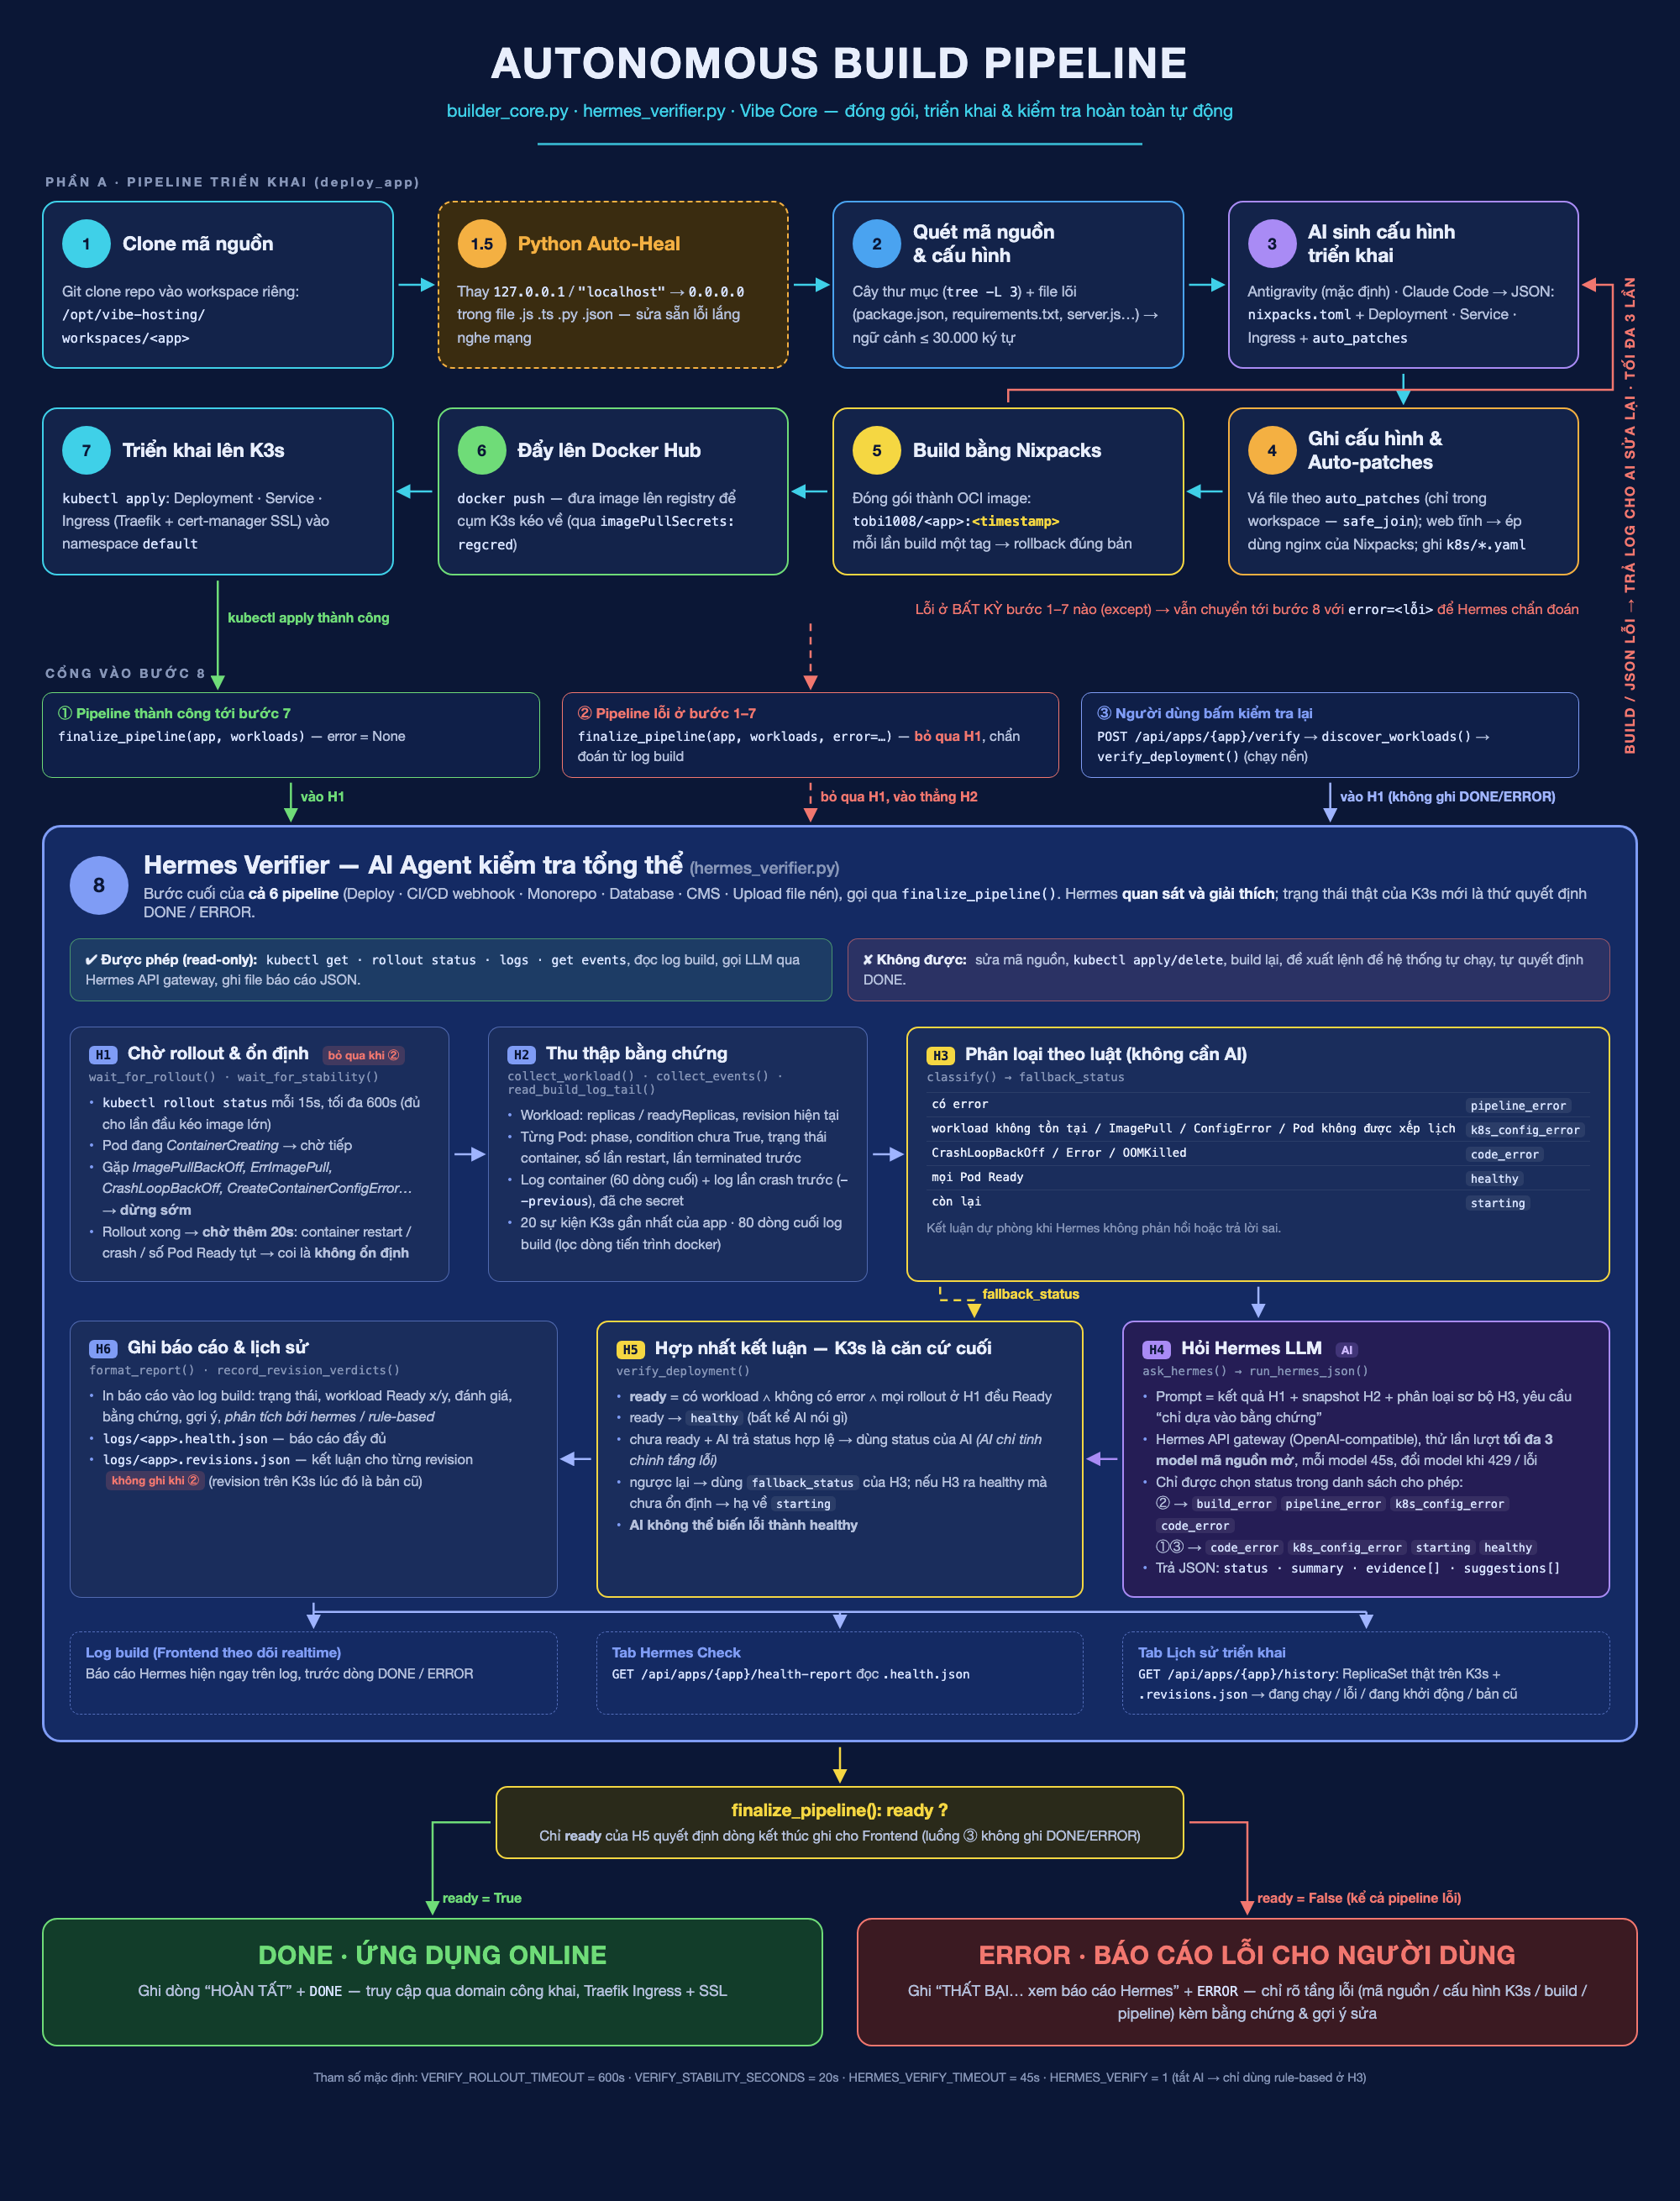 AUTONOMOUS BUILD PIPELINE
builder_core.py · hermes_verifier.py · Vibe Core — đóng gói, triển khai & kiểm tra hoàn toàn tự động
PHẦN A · PIPELINE TRIỂN KHAI (deploy_app)
1
Clone mã nguồn
Git clone repo vào workspace riêng:
/opt/vibe-hosting/
workspaces/<app>
1.5
Python Auto-Heal
Thay 127.0.0.1 / "localhost" → 0.0.0.0
trong file .js .ts .py .json — sửa sẵn lỗi lắng
nghe mạng
2
Quét mã nguồn
& cấu hình
Cây thư mục (tree -L 3) + file lõi
(package.json, requirements.txt, server.js…) →
ngữ cảnh ≤ 30.000 ký tự
3
AI sinh cấu hình
triển khai
Antigravity (mặc định) · Claude Code → JSON:
nixpacks.toml + Deployment · Service ·
Ingress + auto_patches
BUILD / JSON LỖI → TRẢ LOG CHO AI SỬA LẠI · TỐI ĐA 3 LẦN
7
Triển khai lên K3s
kubectl apply: Deployment · Service ·
Ingress (Traefik + cert-manager SSL) vào
namespace default
6
Đẩy lên Docker Hub
docker push — đưa image lên registry để
cụm K3s kéo về (qua imagePullSecrets:
regcred)
5
Build bằng Nixpacks
Đóng gói thành OCI image:
tobi1008/<app>:<timestamp>
mỗi lần build một tag → rollback đúng bản
4
Ghi cấu hình &
Auto-patches
Vá file theo auto_patches (chỉ trong
workspace — safe_join); web tĩnh → ép
dùng nginx của Nixpacks; ghi k8s/*.yaml
kubectl apply thành công
Lỗi ở BẤT KỲ bước 1–7 nào (except) → vẫn chuyển tới bước 8 với error=<lỗi> để Hermes chẩn đoán
CỔNG VÀO BƯỚC 8
① Pipeline thành công tới bước 7
finalize_pipeline(app, workloads) — error = None
② Pipeline lỗi ở bước 1–7
finalize_pipeline(app, workloads, error=…) — bỏ qua H1, chẩn
đoán từ log build
③ Người dùng bấm kiểm tra lại
POST /api/apps/{app}/verify → discover_workloads() →
verify_deployment() (chạy nền)
vào H1
bỏ qua H1, vào thẳng H2
vào H1 (không ghi DONE/ERROR)
8
Hermes Verifier — AI Agent kiểm tra tổng thể (hermes_verifier.py)
Bước cuối của cả 6 pipeline (Deploy · CI/CD webhook · Monorepo · Database · CMS · Upload file nén), gọi qua finalize_pipeline(). Hermes quan sát và giải thích; trạng thái thật của K3s mới là thứ quyết định
DONE / ERROR.
✔ Được phép (read-only): kubectl get · rollout status · logs · get events, đọc log build, gọi LLM qua
Hermes API gateway, ghi file báo cáo JSON.
✘ Không được: sửa mã nguồn, kubectl apply/delete, build lại, đề xuất lệnh để hệ thống tự chạy, tự quyết định
DONE.
H1 Chờ rollout & ổn định bỏ qua khi ②
wait_for_rollout() · wait_for_stability()
• kubectl rollout status mỗi 15s, tối đa 600s (đủ
cho lần đầu kéo image lớn)
• Pod đang ContainerCreating → chờ tiếp
• Gặp ImagePullBackOff, ErrImagePull,
CrashLoopBackOff, CreateContainerConfigError…
→ dừng sớm
• Rollout xong → chờ thêm 20s: container restart /
crash / số Pod Ready tụt → coi là không ổn định
H2 Thu thập bằng chứng
collect_workload() · collect_events() ·
read_build_log_tail()
• Workload: replicas / readyReplicas, revision hiện tại
• Từng Pod: phase, condition chưa True, trạng thái
container, số lần restart, lần terminated trước
• Log container (60 dòng cuối) + log lần crash trước (-
-previous), đã che secret
• 20 sự kiện K3s gần nhất của app · 80 dòng cuối log
build (lọc dòng tiến trình docker)
H3 Phân loại theo luật (không cần AI)
classify() → fallback_status
có error pipeline_error
workload không tồn tại / ImagePull / ConfigError / Pod không được xếp lịch k8s_config_error
CrashLoopBackOff / Error / OOMKilled code_error
mọi Pod Ready healthy
còn lại starting
Kết luận dự phòng khi Hermes không phản hồi hoặc trả lời sai.
fallback_status
H6 Ghi báo cáo & lịch sử
format_report() · record_revision_verdicts()
• In báo cáo vào log build: trạng thái, workload Ready x/y, đánh giá,
bằng chứng, gợi ý, phân tích bởi hermes / rule-based
• logs/<app>.health.json — báo cáo đầy đủ
• logs/<app>.revisions.json — kết luận cho từng revision
không ghi khi ② (revision trên K3s lúc đó là bản cũ)
H5 Hợp nhất kết luận — K3s là căn cứ cuối
verify_deployment()
• ready = có workload ∧ không có error ∧ mọi rollout ở H1 đều Ready
• ready → healthy (bất kể AI nói gì)
• chưa ready + AI trả status hợp lệ → dùng status của AI (AI chỉ tinh
chỉnh tầng lỗi)
• ngược lại → dùng fallback_status của H3; nếu H3 ra healthy mà
chưa ổn định → hạ về starting
• AI không thể biến lỗi thành healthy
H4 Hỏi Hermes LLM AI
ask_hermes() → run_hermes_json()
• Prompt = kết quả H1 + snapshot H2 + phân loại sơ bộ H3, yêu cầu
“chỉ dựa vào bằng chứng”
• Hermes API gateway (OpenAI-compatible), thử lần lượt tối đa 3
model mã nguồn mở, mỗi model 45s, đổi model khi 429 / lỗi
• Chỉ được chọn status trong danh sách cho phép:
② → build_error pipeline_error k8s_config_error
code_error
①③ → code_error k8s_config_error starting healthy
• Trả JSON: status · summary · evidence[] · suggestions[]
Log build (Frontend theo dõi realtime)
Báo cáo Hermes hiện ngay trên log, trước dòng DONE / ERROR
Tab Hermes Check
GET /api/apps/{app}/health-report đọc .health.json
Tab Lịch sử triển khai
GET /api/apps/{app}/history: ReplicaSet thật trên K3s +
.revisions.json → đang chạy / lỗi / đang khởi động / bản cũ
finalize_pipeline(): ready ?
Chỉ ready của H5 quyết định dòng kết thúc ghi cho Frontend (luồng ③ không ghi DONE/ERROR)
ready = True
ready = False (kể cả pipeline lỗi)
DONE · ỨNG DỤNG ONLINE
Ghi dòng “HOÀN TẤT” + DONE — truy cập qua domain công khai, Traefik Ingress + SSL
ERROR · BÁO CÁO LỖI CHO NGƯỜI DÙNG
Ghi “THẤT BẠI… xem báo cáo Hermes” + ERROR — chỉ rõ tầng lỗi (mã nguồn / cấu hình K3s / build /
pipeline) kèm bằng chứng & gợi ý sửa
Tham số mặc định: VERIFY_ROLLOUT_TIMEOUT = 600s · VERIFY_STABILITY_SECONDS = 20s · HERMES_VERIFY_TIMEOUT = 45s · HERMES_VERIFY = 1 (tắt AI → chỉ dùng rule-based ở H3)